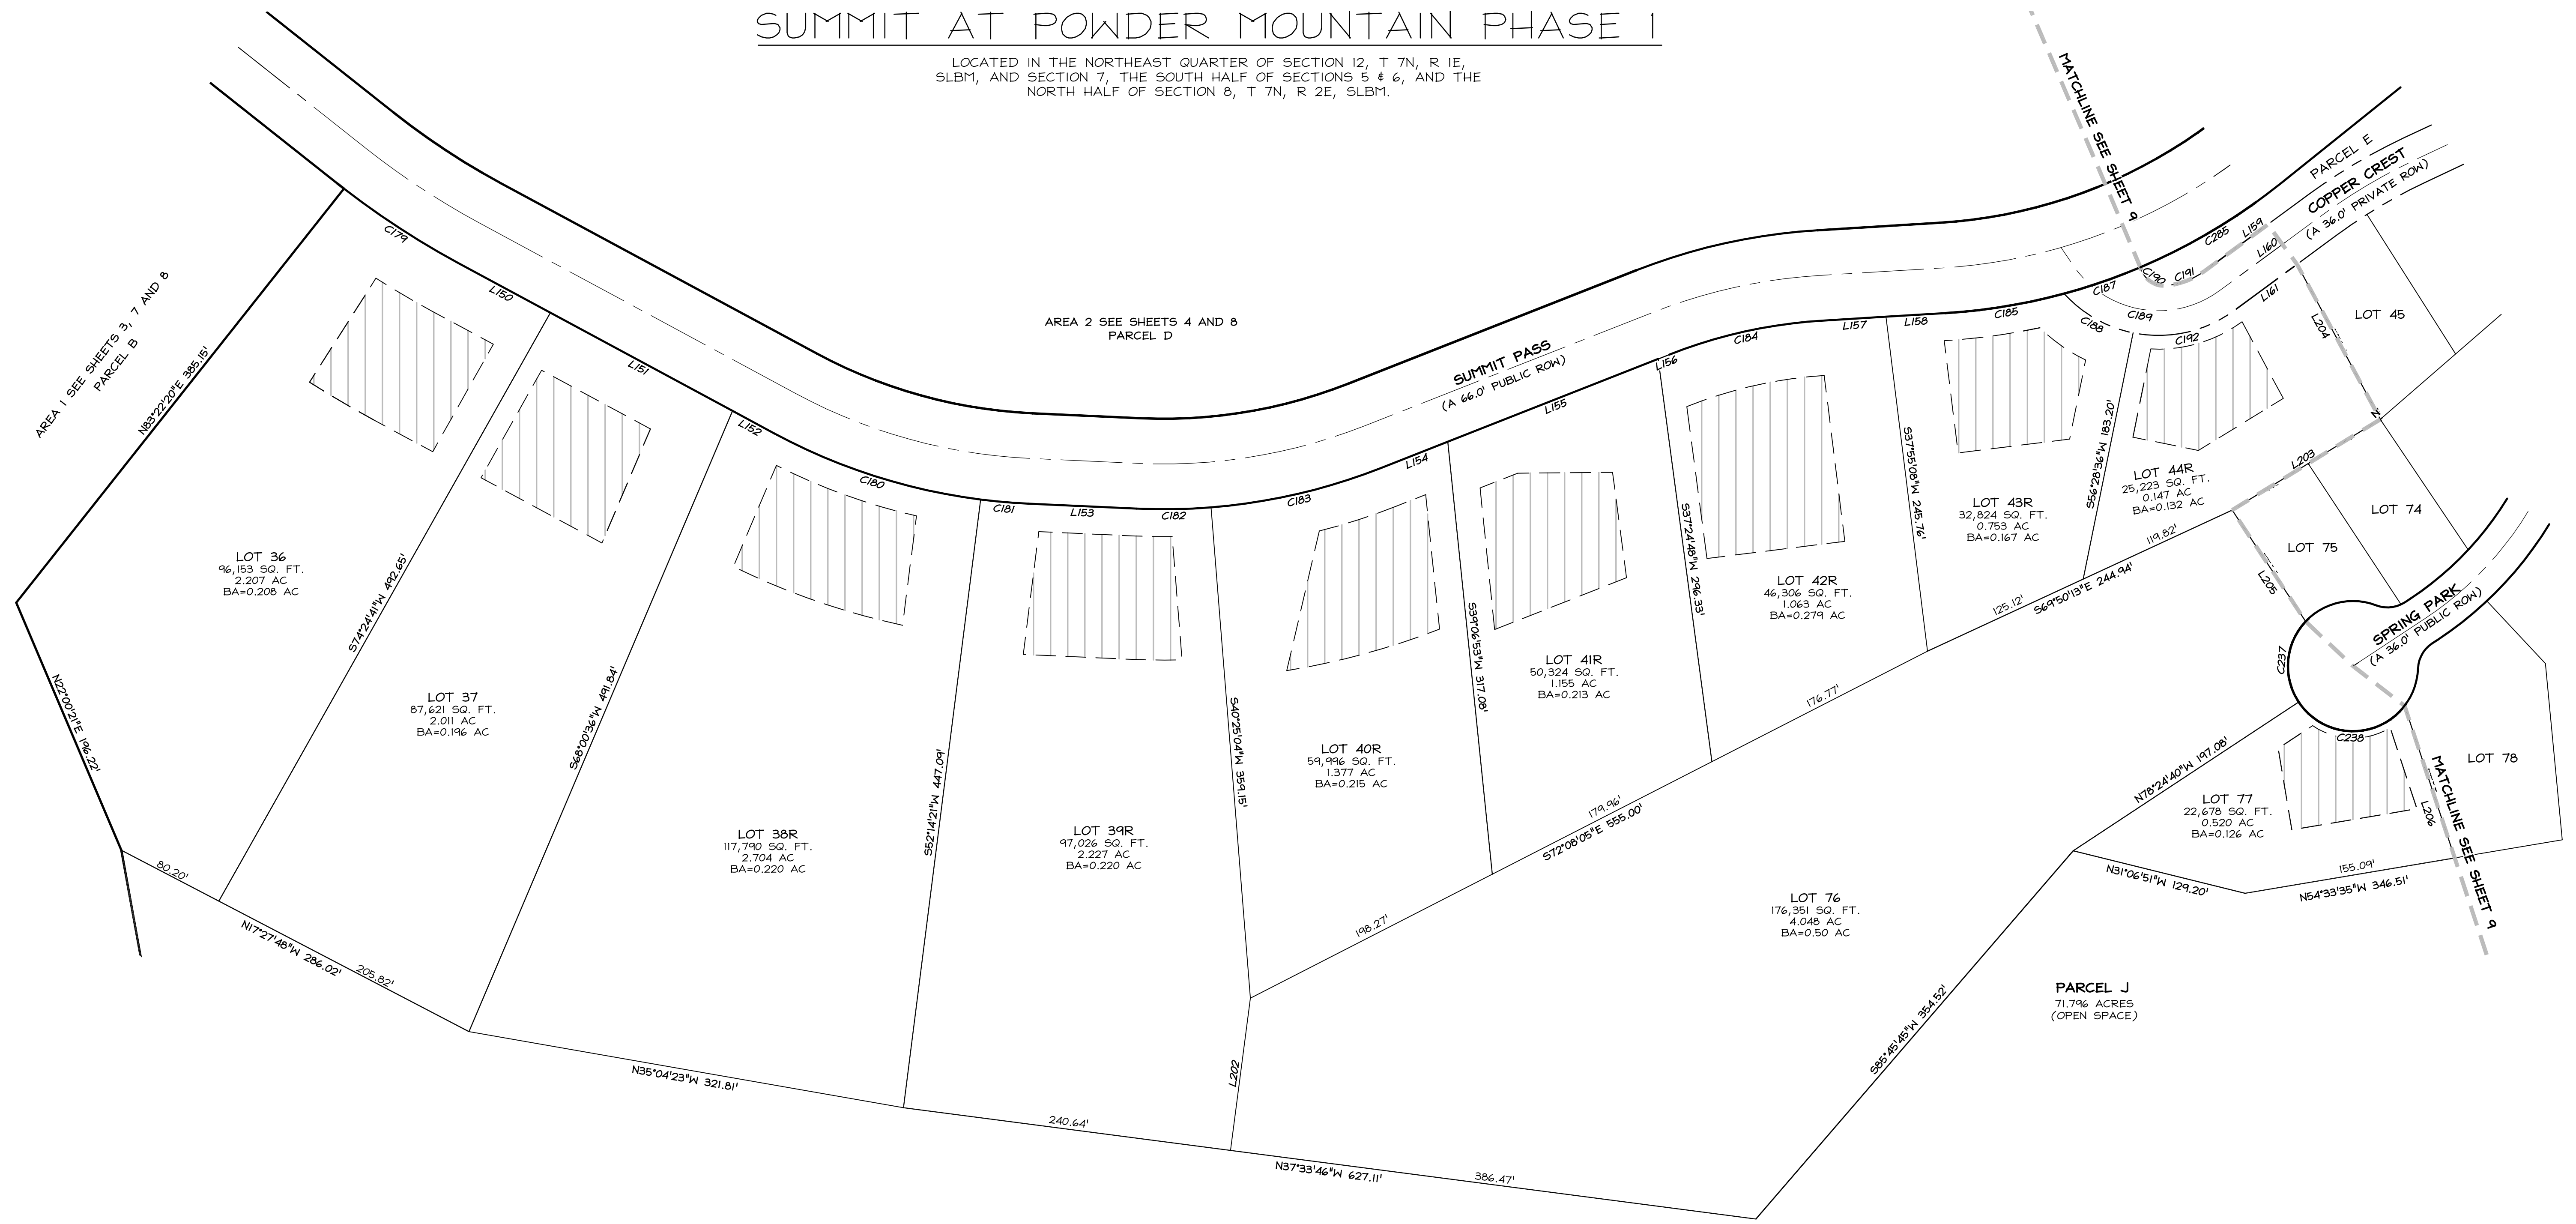 SUMMIT AT POWDER MOUNTAIN PHASE 1
LOCATED IN THE NORTHEAST QUARTER OF SECTION 12, T 7N, R 1E,
SLBM, AND SECTION 7, THE SOUTH HALF OF SECTIONS 5 & 6, AND THE
NORTH HALF OF SECTION 8, T 7N, R 2E, SLBM.
MATCHLINE SEE SHEET 9
PARCEL E
COPPER CREST
(A 36.0' PRIVATE ROW)
AREA 1 SEE SHEETS 3, 7 AND 8
PARCEL B
N83°22'20"E 385.15'
C179
L150
L151
L152
C180
C181
L153
C182
C183
L154
L155
L156
C184
L157
L158
C185
C187
C188
C189
C190
C191
C192
C285
L159
L160
L161
L204
AREA 2 SEE SHEETS 4 AND 8
PARCEL D
SUMMIT PASS
(A 66.0' PUBLIC ROW)
LOT 45
LOT 36
96,153 SQ. FT.
2.207 AC
BA=0.208 AC
S74°24'41"W 492.65'
LOT 37
87,621 SQ. FT.
2.011 AC
BA=0.196 AC
S68°00'36"W 491.84'
LOT 38R
117,790 SQ. FT.
2.704 AC
BA=0.220 AC
S52°14'21"W 447.09'
LOT 39R
97,026 SQ. FT.
2.227 AC
BA=0.220 AC
S40°25'04"W 359.15'
LOT 40R
59,996 SQ. FT.
1.377 AC
BA=0.215 AC
S39°06'53"W 317.08'
LOT 41R
50,324 SQ. FT.
1.155 AC
BA=0.213 AC
S37°24'48"W 296.33'
LOT 42R
46,306 SQ. FT.
1.063 AC
BA=0.279 AC
S37°55'08"W 245.76'
LOT 43R
32,824 SQ. FT.
0.753 AC
BA=0.167 AC
S56°28'36"W 183.20'
LOT 44R
25,223 SQ. FT.
0.147 AC
BA=0.132 AC
L203
N
119.82'
125.12'
S69°50'13"E 244.94'
LOT 74
LOT 75
L205
SPRING PARK
(A 36.0' PUBLIC ROW)
C237
C238
176.77'
179.96'
S72°08'05"E 555.00'
198.27'
N22°00'21"E 196.22'
80.20'
N17°27'48"W 286.02'
205.82'
N35°04'23"W 321.81'
L202
240.64'
N37°33'46"W 627.11'
386.47'
LOT 76
176,351 SQ. FT.
4.048 AC
BA=0.50 AC
S85°45'45"W 354.52'
N78°24'40"W 197.08'
LOT 77
22,678 SQ. FT.
0.520 AC
BA=0.126 AC
L206
LOT 78
MATCHLINE SEE SHEET 9
N31°06'51"W 129.20'
155.09'
N54°33'35"W 346.51'
PARCEL J
71.796 ACRES
(OPEN SPACE)